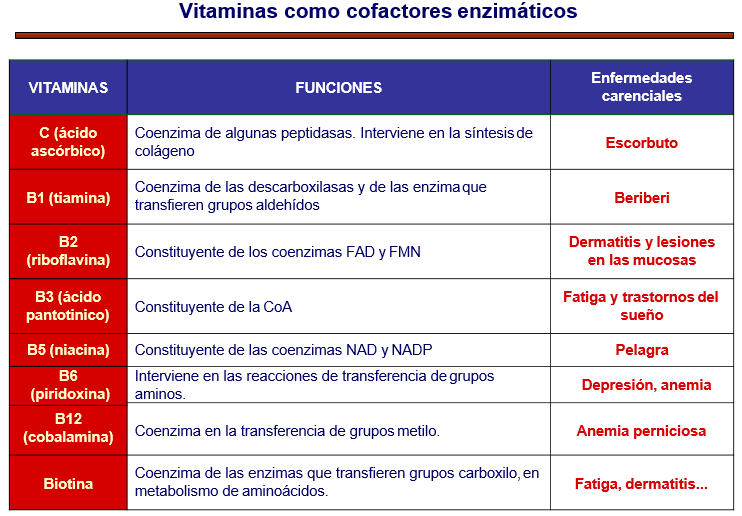 Vitaminas como cofactores enzimáticos
VITAMINAS
FUNCIONES
Enfermedades
carenciales
C (ácido
ascórbico)
Coenzima de algunas peptidasas. Interviene en la síntesis de
colágeno
Escorbuto
B1 (tiamina)
Coenzima de las descarboxilasas y de las enzima que
transfieren grupos aldehídos
Beriberi
B2
(riboflavina)
Constituyente de los coenzimas FAD y FMN
Dermatitis y lesiones
en las mucosas
B3 (ácido
pantotinico)
Constituyente de la CoA
Fatiga y trastornos del
sueño
B5 (niacina)
Constituyente de las coenzimas NAD y NADP
Pelagra
B6
(piridoxina)
Interviene en las reacciones de transferencia de grupos
aminos.
Depresión, anemia
B12
(cobalamina)
Coenzima en la transferencia de grupos metilo.
Anemia perniciosa
Biotina
Coenzima de las enzimas que transfieren grupos carboxilo, en
metabolismo de aminoácidos.
Fatiga, dermatitis...